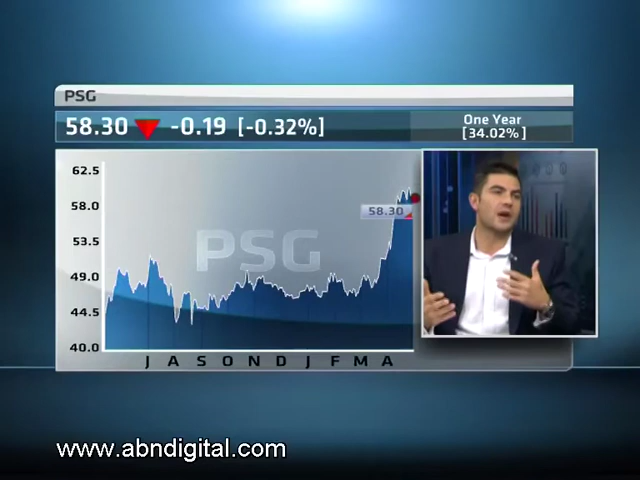 PSG
58.30 -0.19 [-0.32%]
One Year
[34.02%]
62.5
58.0
53.5
49.0
44.5
40.0
PSG
58.30
J A S O N D J F M A
www.abndigital.com